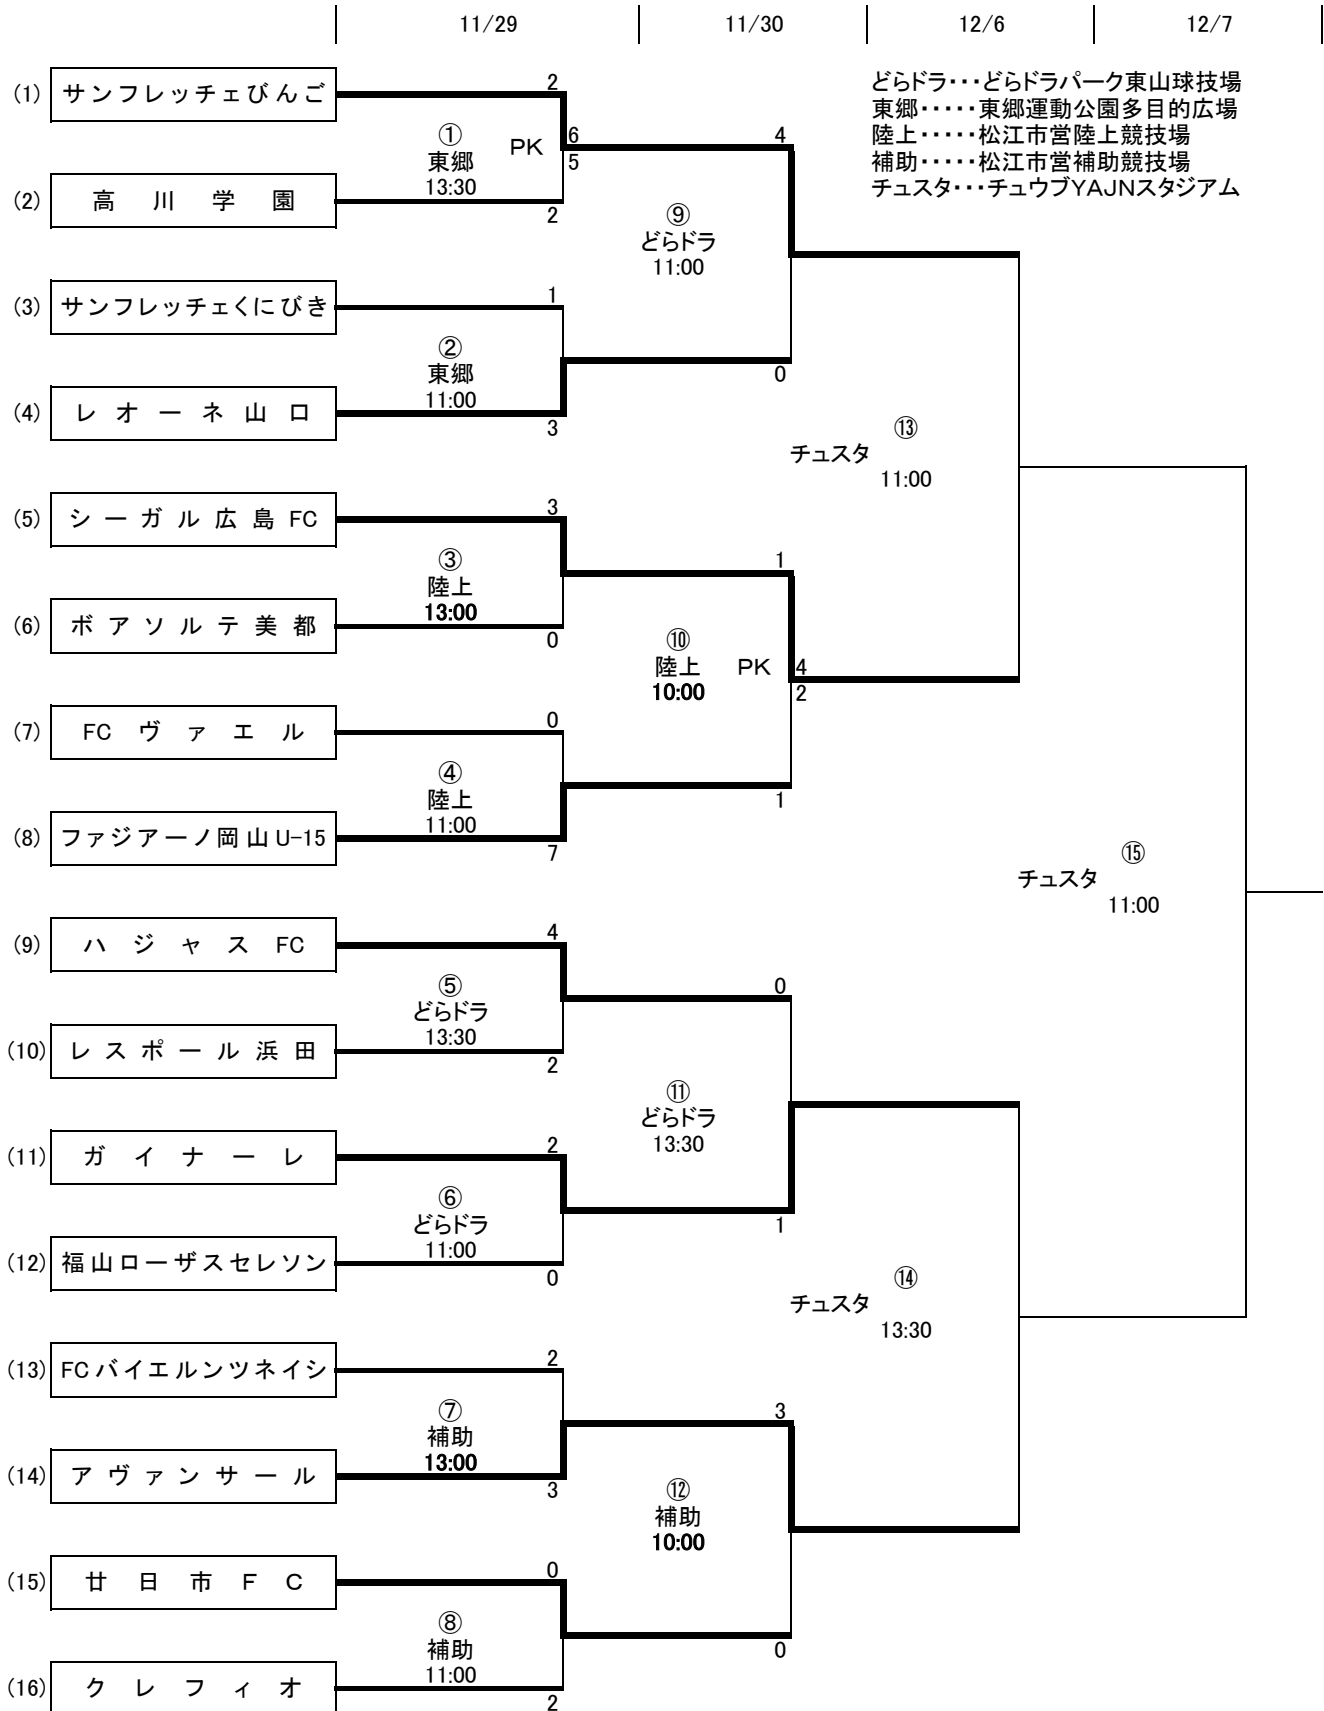 11/29 11/30 12/6 12/7
どらドラ・・・どらドラパーク東山球技場
東郷・・・・・東郷運動公園多目的広場
陸上・・・・・松江市営陸上競技場
補助・・・・・松江市営補助競技場
チュスタ・・・チュウブYAJNスタジアム
(1) サンフレッチェびんご 2
①
東郷
13:30
PK 6
5
4
(2) 高川学園 2
⑨
どらドラ
11:00
(3) サンフレッチェくにびき 1
②
東郷
11:00
0
(4) レオーネ山口 3
⑬
チュスタ
11:00
(5) シーガル広島FC 3
③
陸上
13:00
1
(6) ボアソルテ美都 0
⑩
陸上
10:00
PK 4
2
(7) FCヴァエル 0
④
陸上
11:00
1
(8) ファジアーノ岡山U-15 7
⑮
チュスタ
11:00
(9) ハジャスFC 4
⑤
どらドラ
13:30
0
(10) レスポール浜田 2
⑪
どらドラ
13:30
(11) ガイナーレ 2
⑥
どらドラ
11:00
1
(12) 福山ローザスセレソン 0
⑭
チュスタ
13:30
(13) FCバイエルンツネイシ 2
⑦
補助
13:00
3
(14) アヴァンサール 3
⑫
補助
10:00
(15) 廿日市FC 0
⑧
補助
11:00
0
(16) クレフィオ 2